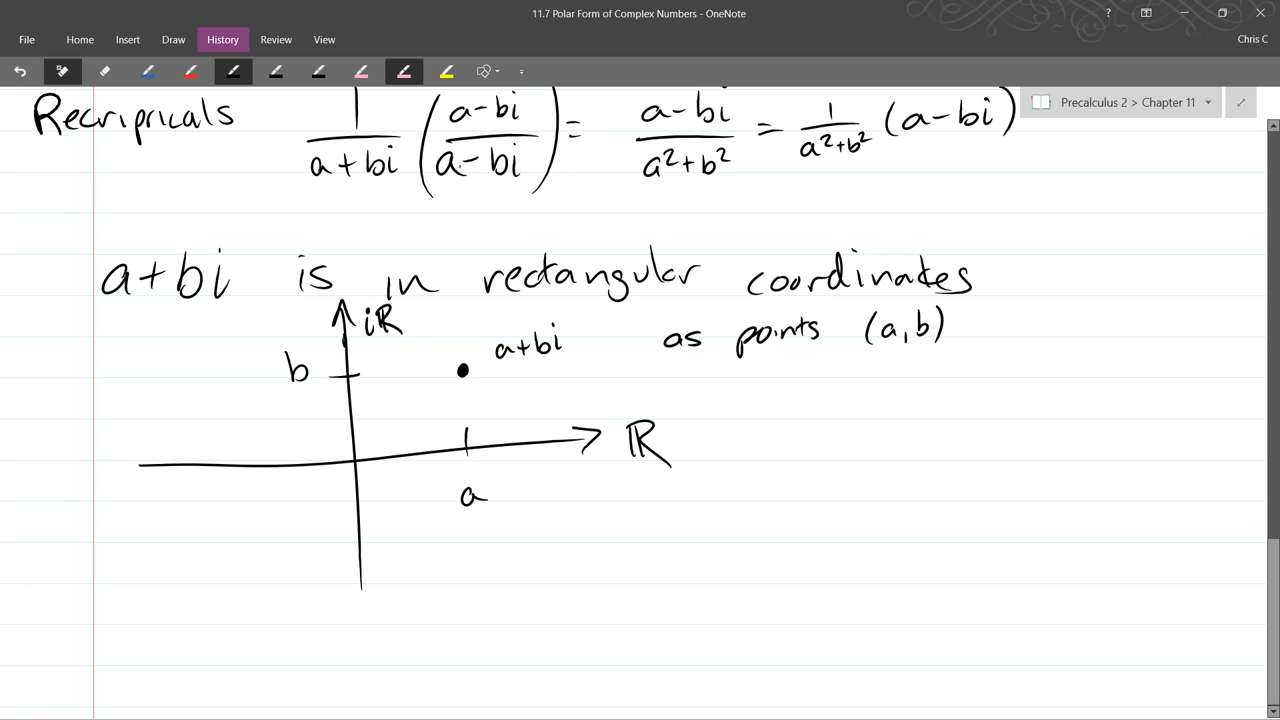 11.7 Polar Form of Complex Numbers - OneNote
File Home Insert Draw History Review View Chris C
Precalculus 2 > Chapter 11
Recripricals 1/(a+bi) ((a-bi)/(a-bi)) = (a-bi)/(a²+b²) = 1/(a²+b²) (a-bi)
a+bi is in rectangular coordinates
iR
a+bi as points (a,b)
b
ℝ
a